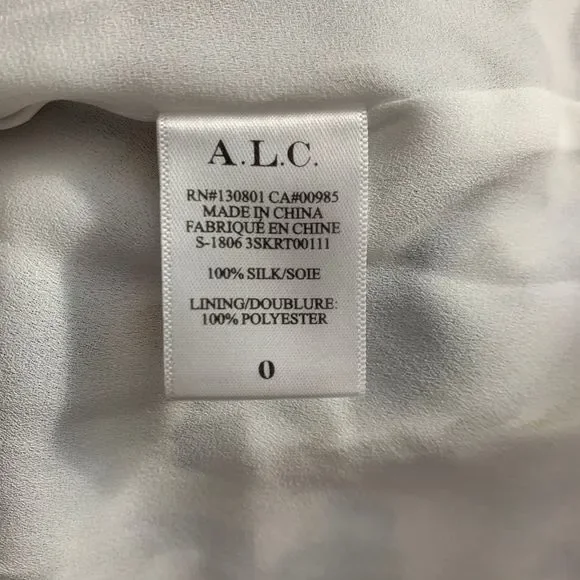 A.L.C.
RN#130801 CA#00985
MADE IN CHINA
FABRIQUÉ EN CHINE
S-1806 3SKRT00111
100% SILK/SOIE
LINING/DOUBLURE:
100% POLYESTER
0